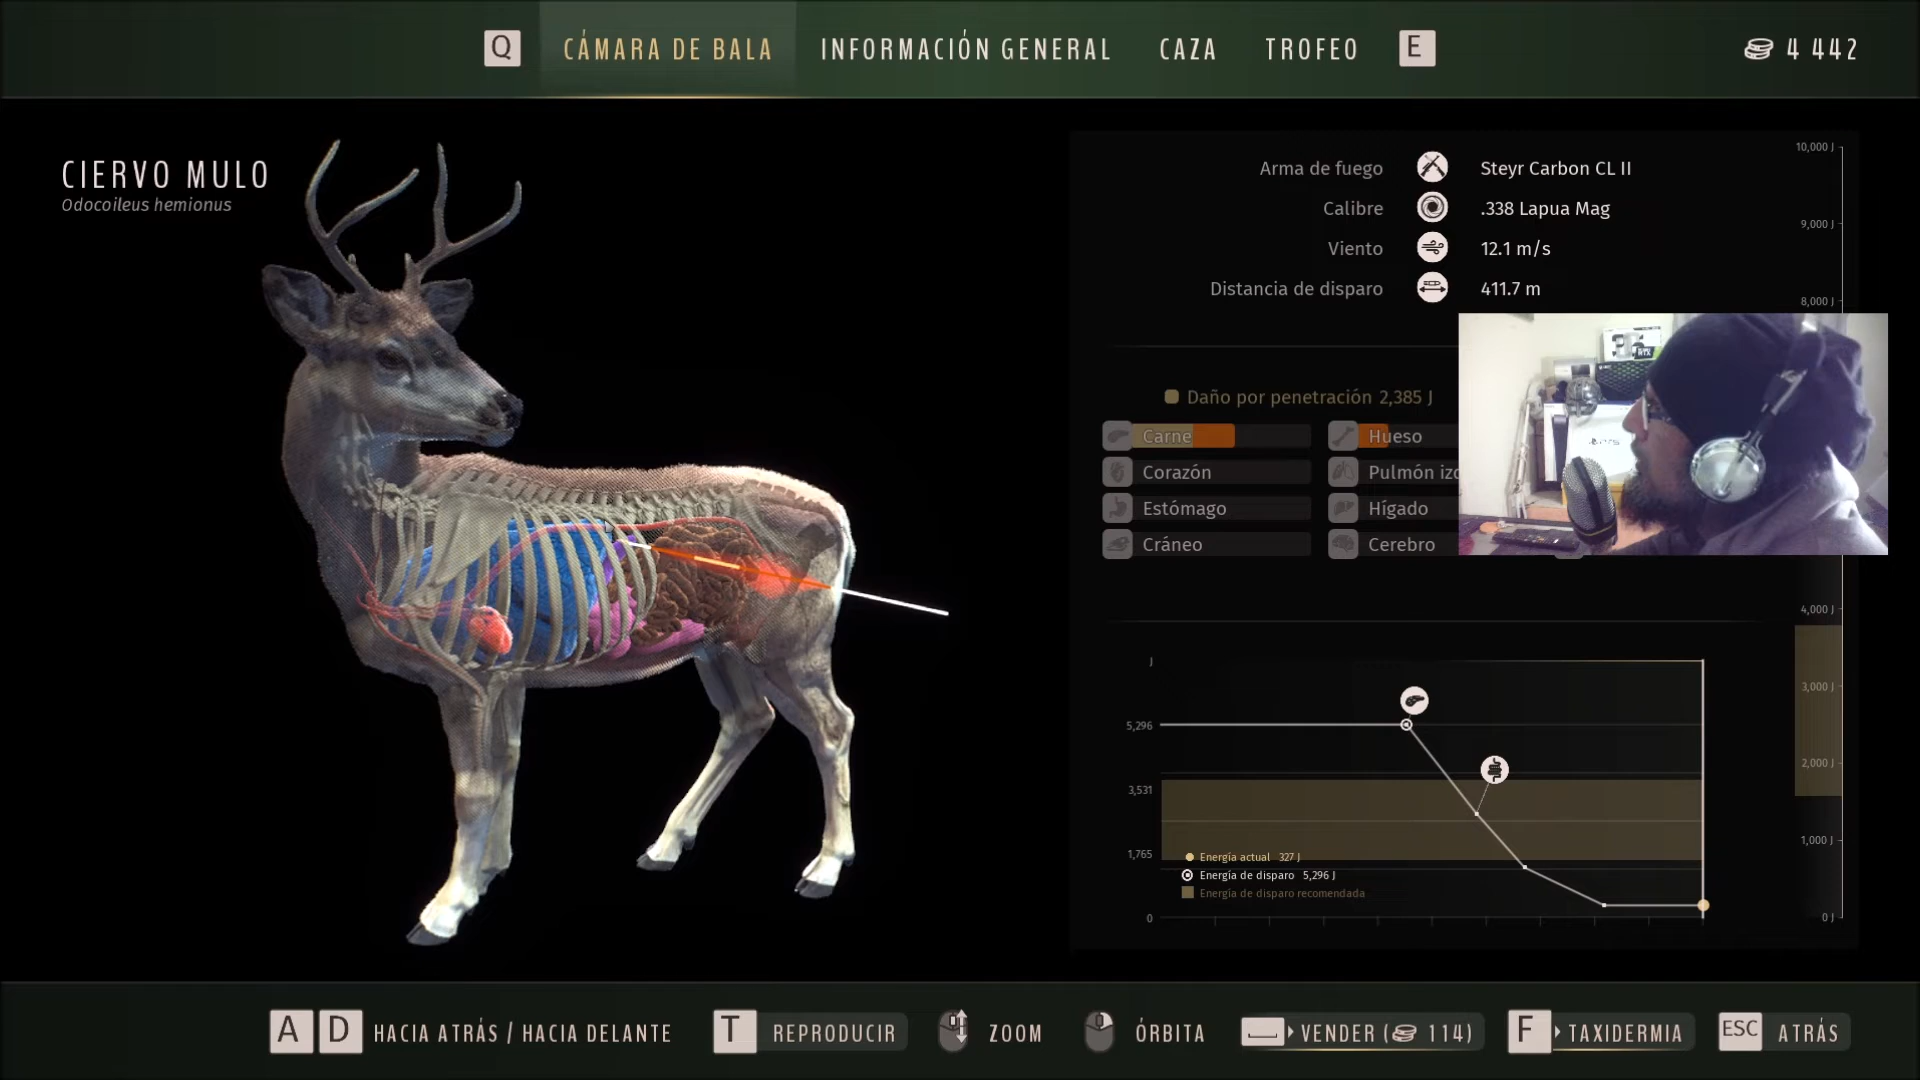 Q CÁMARA DE BALA INFORMACIÓN GENERAL CAZA TROFEO E 4 442
CIERVO MULO
Odocoileus hemionus
Arma de fuego Steyr Carbon CL II
Calibre .338 Lapua Mag
Viento 12.1 m/s
Distancia de disparo 411.7 m
10,000 J
9,000 J
8,000 J
4,000 J
3,000 J
2,000 J
1,000 J
0 J
Daño por penetración 2,385 J
Carne Hueso
Corazón Pulmón izq
Estómago Hígado
Cráneo Cerebro
J
5,296
3,531
1,765
0
Energía actual 327 J
Energía de disparo 5,296 J
Energía de disparo recomendada
A D HACIA ATRÁS / HACIA DELANTE T REPRODUCIR ZOOM ÓRBITA VENDER ( 114) F TAXIDERMIA ESC ATRÁS